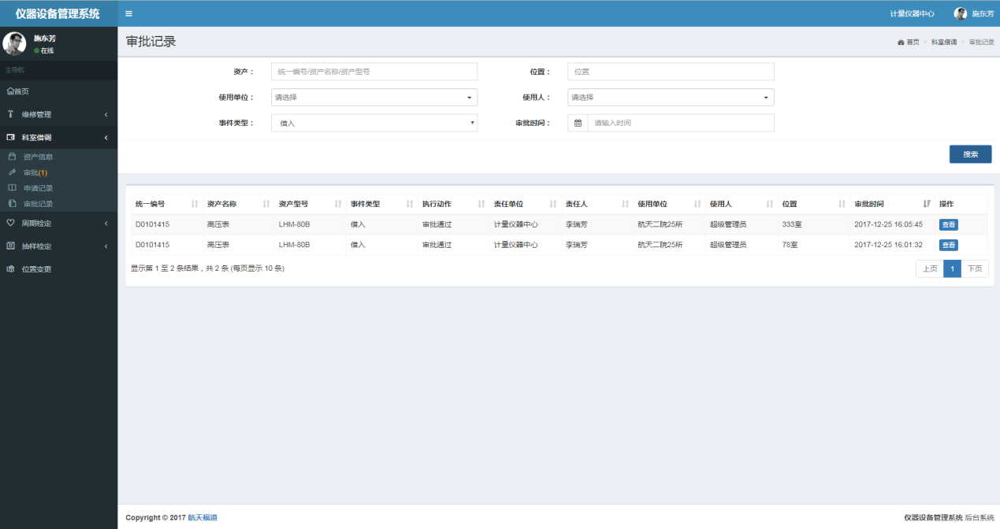 仪器设备管理系统
计量仪器中心 施东芳
施东芳
在线
主导航
首页
维修管理
科室借调
资产信息
审批(1)
申请记录
审批记录
周期检定
抽样检定
位置变更
审批记录
首页 > 科室借调 > 审批记录
资产： 统一编号/资产名称/资产型号 位置： 位置
使用单位： 请选择 使用人： 请选择
事件类型： 借入 审批时间： 请输入时间
搜索
统一编号 资产名称 资产型号 事件类型 执行动作 责任单位 责任人 使用单位 使用人 位置 审批时间 操作
D0101415 高压表 LHM-80B 借入 审批通过 计量仪器中心 李瑞芳 航天二院25所 超级管理员 333室 2017-12-25 16:05:45 查看
D0101415 高压表 LHM-80B 借入 审批通过 计量仪器中心 李瑞芳 航天二院25所 超级管理员 78室 2017-12-25 16:01:32 查看
显示第 1 至 2 条结果，共 2 条 (每页显示 10 条)
上页 1 下页
Copyright © 2017 航天福道
仪器设备管理系统 后台系统